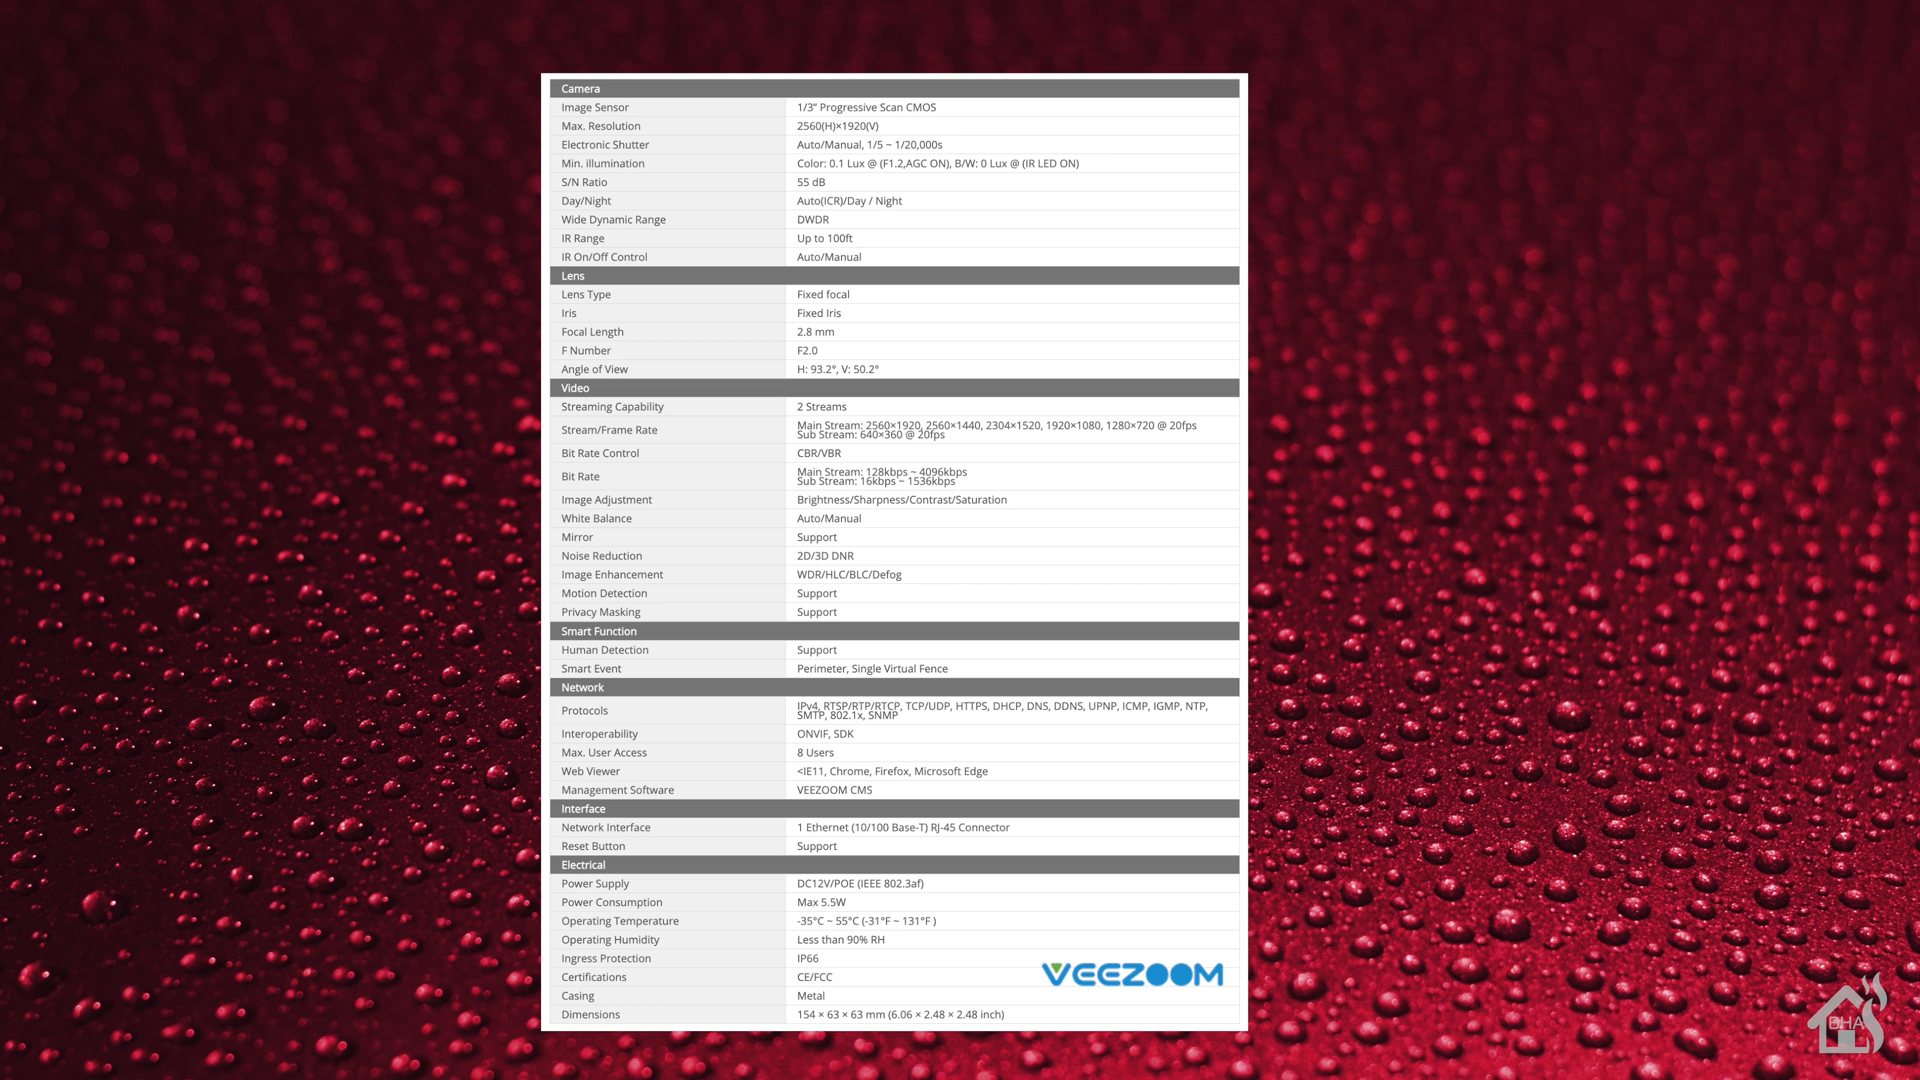 Camera
Image Sensor 1/3” Progressive Scan CMOS
Max. Resolution 2560(H)×1920(V)
Electronic Shutter Auto/Manual, 1/5 ~ 1/20,000s
Min. illumination Color: 0.1 Lux @ (F1.2,AGC ON), B/W: 0 Lux @ (IR LED ON)
S/N Ratio 55 dB
Day/Night Auto(ICR)/Day / Night
Wide Dynamic Range DWDR
IR Range Up to 100ft
IR On/Off Control Auto/Manual
Lens
Lens Type Fixed focal
Iris Fixed Iris
Focal Length 2.8 mm
F Number F2.0
Angle of View H: 93.2°, V: 50.2°
Video
Streaming Capability 2 Streams
Stream/Frame Rate Main Stream: 2560×1920, 2560×1440, 2304×1520, 1920×1080, 1280×720 @ 20fps
Sub Stream: 640×360 @ 20fps
Bit Rate Control CBR/VBR
Bit Rate Main Stream: 128kbps ~ 4096kbps
Sub Stream: 16kbps ~ 1536kbps
Image Adjustment Brightness/Sharpness/Contrast/Saturation
White Balance Auto/Manual
Mirror Support
Noise Reduction 2D/3D DNR
Image Enhancement WDR/HLC/BLC/Defog
Motion Detection Support
Privacy Masking Support
Smart Function
Human Detection Support
Smart Event Perimeter, Single Virtual Fence
Network
Protocols IPv4, RTSP/RTP/RTCP, TCP/UDP, HTTPS, DHCP, DNS, DDNS, UPNP, ICMP, IGMP, NTP,
SMTP, 802.1x, SNMP
Interoperability ONVIF, SDK
Max. User Access 8 Users
Web Viewer <IE11, Chrome, Firefox, Microsoft Edge
Management Software VEEZOOM CMS
Interface
Network Interface 1 Ethernet (10/100 Base-T) RJ-45 Connector
Reset Button Support
Electrical
Power Supply DC12V/POE (IEEE 802.3af)
Power Consumption Max 5.5W
Operating Temperature -35°C ~ 55°C (-31°F ~ 131°F )
Operating Humidity Less than 90% RH
Ingress Protection IP66
Certifications CE/FCC
VEEZOOM
Casing Metal
Dimensions 154 × 63 × 63 mm (6.06 × 2.48 × 2.48 inch)
BHA